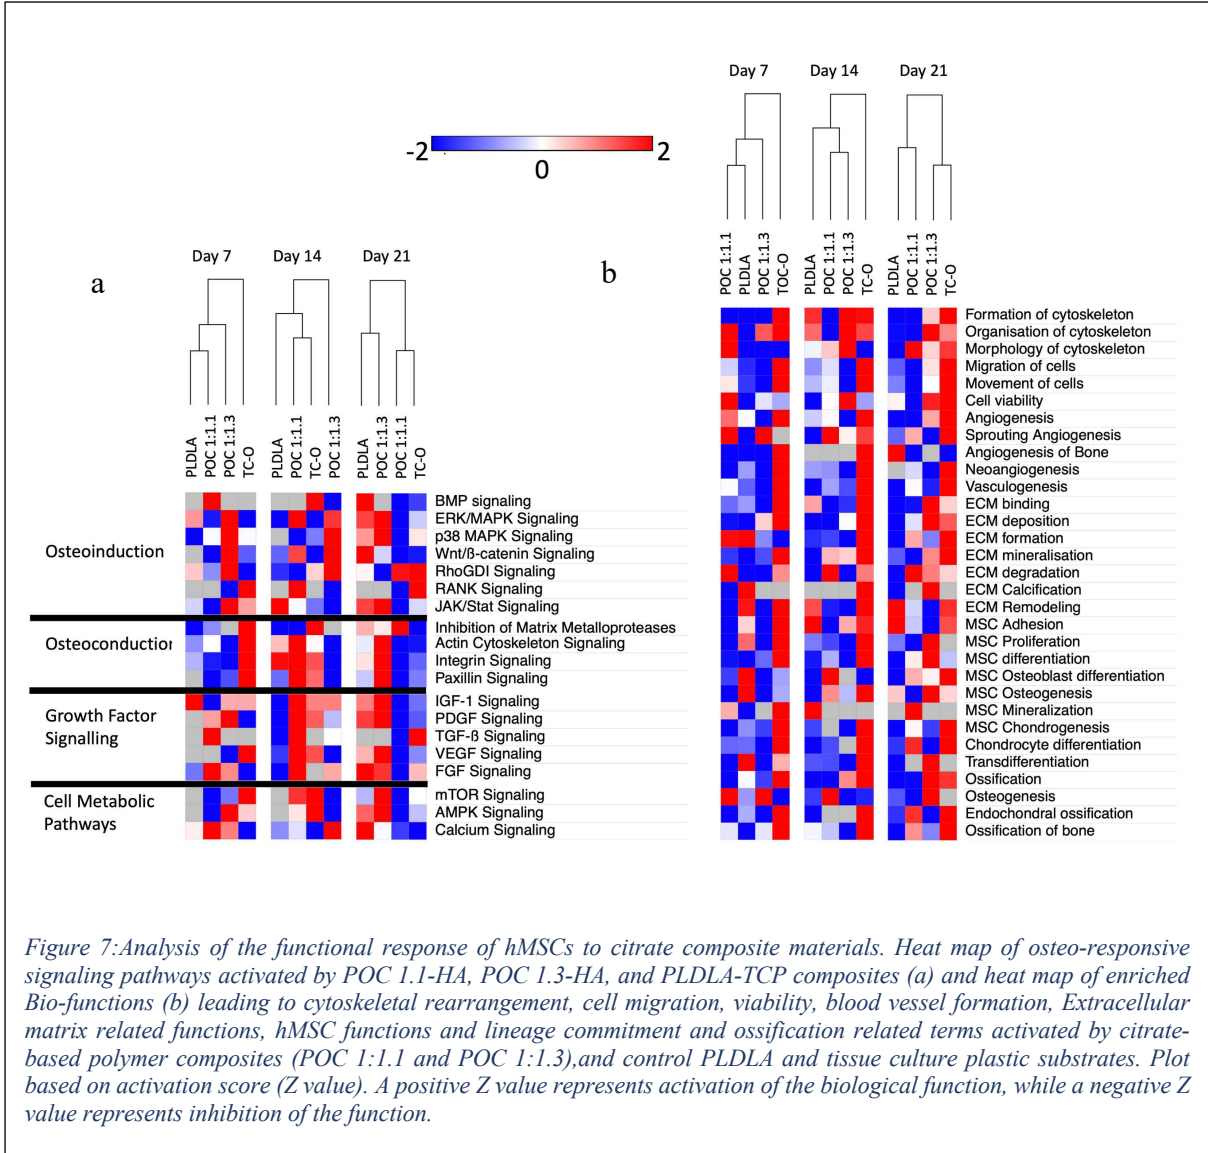 Day 7
Day 14
Day 21
-2
0
2
POC 1:1.1
PLDLA
POC 1:1.3
TOC-O
PLDLA
POC 1:1.1
POC 1:1.3
TC-O
PLDLA
POC 1:1.1
POC 1:1.3
TC-O
b
Formation of cytoskeleton
Organisation of cytoskeleton
Morphology of cytoskeleton
Migration of cells
Movement of cells
Cell viability
Angiogenesis
Sprouting Angiogenesis
Angiogenesis of Bone
Neoangiogenesis
Vasculogenesis
ECM binding
ECM deposition
ECM formation
ECM mineralisation
ECM degradation
ECM Calcification
ECM Remodeling
MSC Adhesion
MSC Proliferation
MSC differentiation
MSC Osteoblast differentiation
MSC Osteogenesis
MSC Mineralization
MSC Chondrogenesis
Chondrocyte differentiation
Transdifferentiation
Ossification
Osteogenesis
Endochondral ossification
Ossification of bone
a
Day 7
Day 14
Day 21
PLDLA
POC 1:1.1
POC 1:1.3
TC-O
PLDLA
POC 1:1.1
TC-O
POC 1:1.3
PLDLA
POC 1:1.3
POC 1:1.1
TC-O
Osteoinduction
BMP signaling
ERK/MAPK Signaling
p38 MAPK Signaling
Wnt/ß-catenin Signaling
RhoGDI Signaling
RANK Signaling
JAK/Stat Signaling
Osteoconduction
Inhibition of Matrix Metalloproteases
Actin Cytoskeleton Signaling
Integrin Signaling
Paxillin Signaling
Growth Factor
Signalling
IGF-1 Signaling
PDGF Signaling
TGF-ß Signaling
VEGF Signaling
FGF Signaling
Cell Metabolic
Pathways
mTOR Signaling
AMPK Signaling
Calcium Signaling
Figure 7:Analysis of the functional response of hMSCs to citrate composite materials. Heat map of osteo-responsive
signaling pathways activated by POC 1.1-HA, POC 1.3-HA, and PLDLA-TCP composites (a) and heat map of enriched
Bio-functions (b) leading to cytoskeletal rearrangement, cell migration, viability, blood vessel formation, Extracellular
matrix related functions, hMSC functions and lineage commitment and ossification related terms activated by citrate-
based polymer composites (POC 1:1.1 and POC 1:1.3),and control PLDLA and tissue culture plastic substrates. Plot
based on activation score (Z value). A positive Z value represents activation of the biological function, while a negative Z
value represents inhibition of the function.